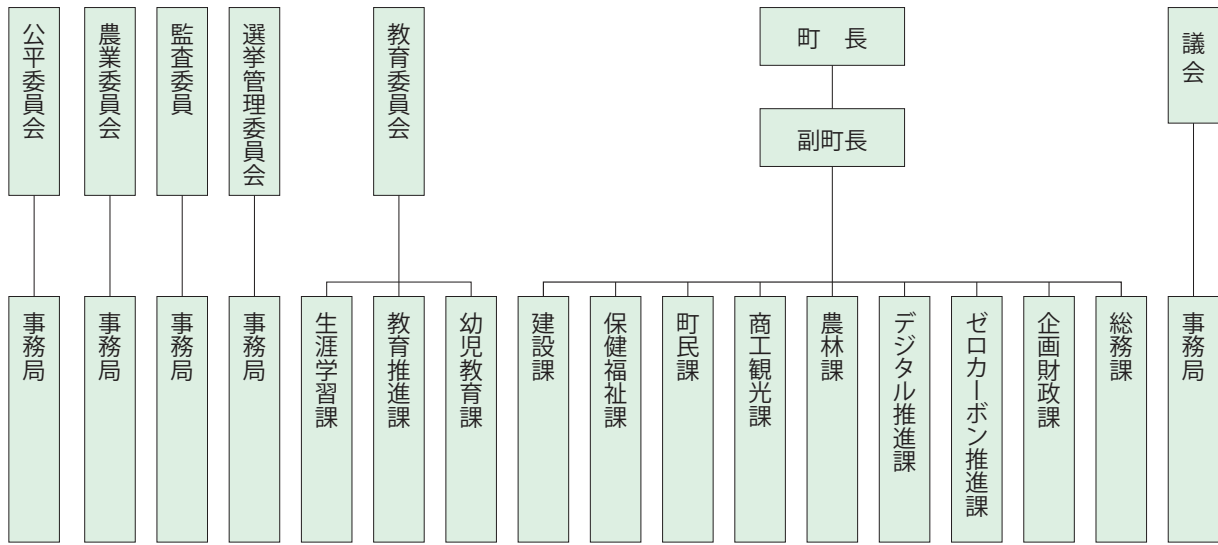 公平委員会
農業委員会
監査委員
選挙管理委員会
教育委員会
町　長
副町長
議会
事務局
事務局
事務局
事務局
生涯学習課
教育推進課
幼児教育課
建設課
保健福祉課
町民課
商工観光課
農林課
デジタル推進課
ゼロカーボン推進課
企画財政課
総務課
事務局